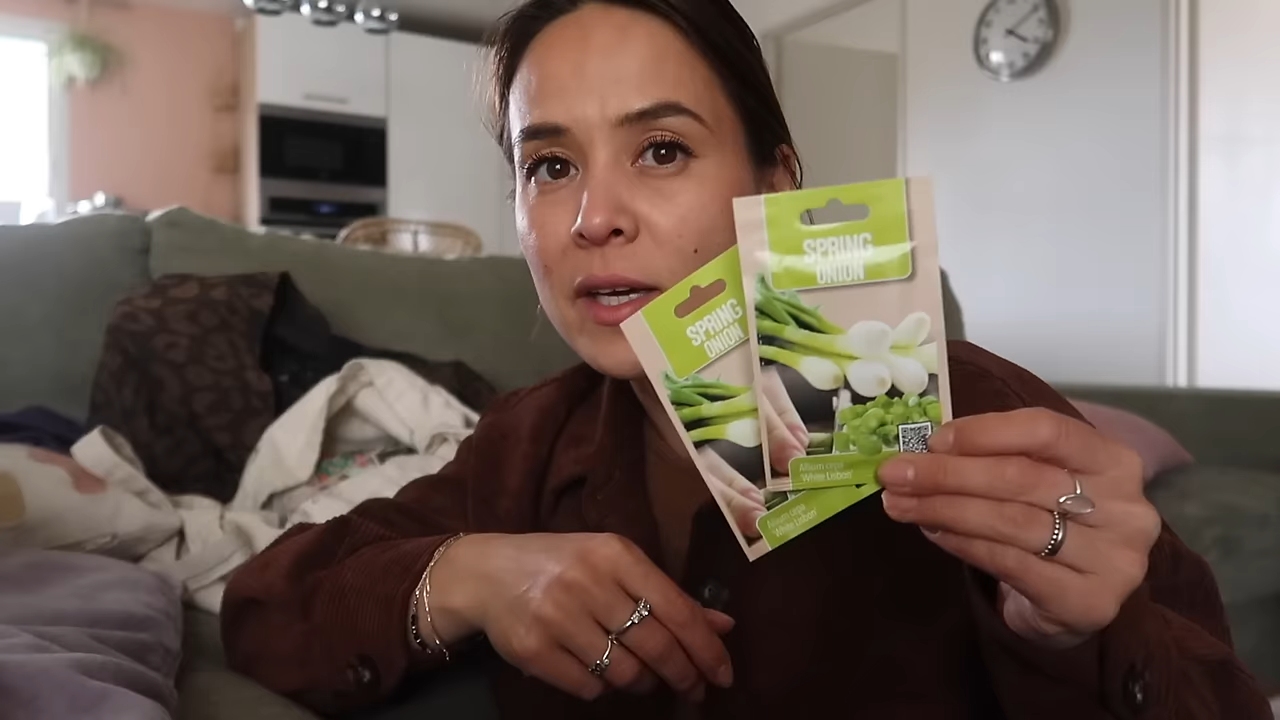 SPRING
ONION
Allium cepa
'White Lisbon'
SPRING
ONION
Allium cepa
'White Lisbon'